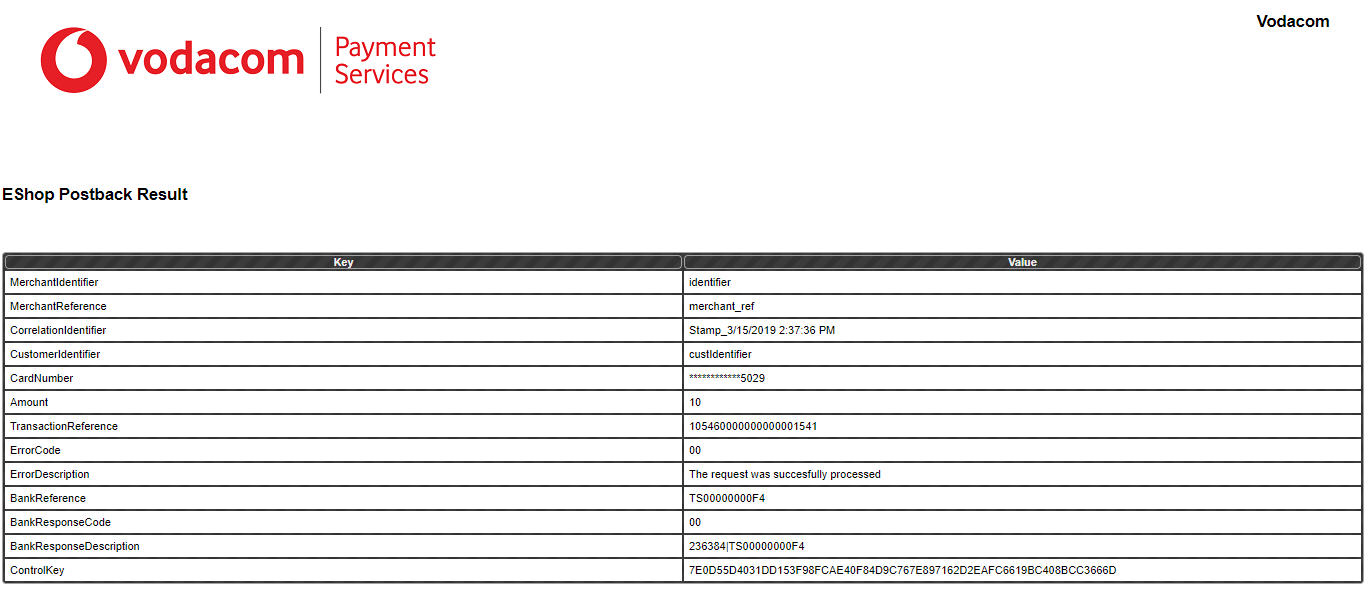 Vodacom
vodacom
Payment
Services
EShop Postback Result
Key Value
MerchantIdentifier identifier
MerchantReference merchant_ref
CorrelationIdentifier Stamp_3/15/2019 2:37:36 PM
CustomerIdentifier custIdentifier
CardNumber ************5029
Amount 10
TransactionReference 105460000000000001541
ErrorCode 00
ErrorDescription The request was succesfully processed
BankReference TS00000000F4
BankResponseCode 00
BankResponseDescription 236384|TS00000000F4
ControlKey 7E0D55D4031DD153F98FCAE40F84D9C767E897162D2EAFC6619BC408BCC3666D